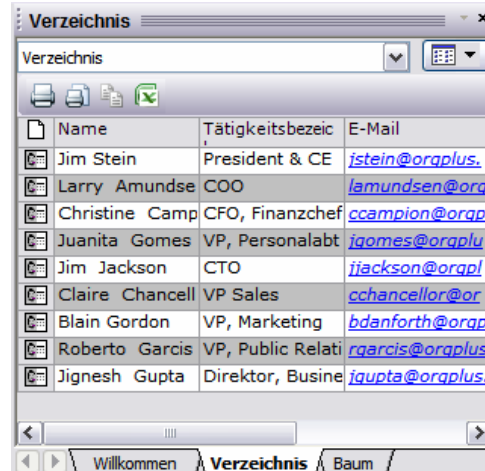 Verzeichnis
Verzeichnis
Name Tätigkeitsbezeic E-Mail
Jim Stein President & CE jstein@orgplus.
Larry Amundse COO lamundsen@org
Christine Camp CFO, Finanzchef ccampion@orgp
Juanita Gomes VP, Personalabt jgomes@orgplu
Jim Jackson CTO jjackson@orgpl
Claire Chancell VP Sales cchancellor@or
Blain Gordon VP, Marketing bdanforth@orgp
Roberto Garcis VP, Public Relati rgarcis@orgplus
Jignesh Gupta Direktor, Busine jgupta@orgplus.
Willkommen Verzeichnis Baum